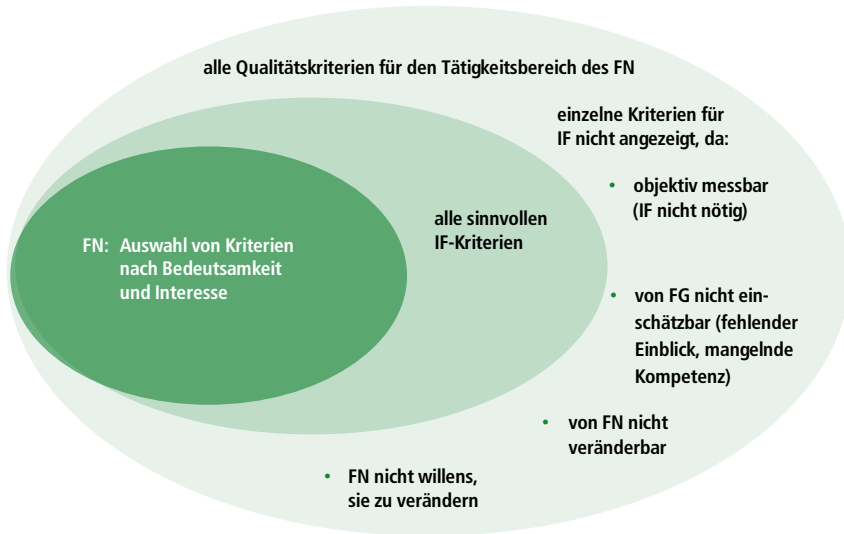 alle Qualitätskriterien für den Tätigkeitsbereich des FN
einzelne Kriterien für
IF nicht angezeigt, da:
• objektiv messbar
(IF nicht nötig)
alle sinnvollen
IF-Kriterien
FN: Auswahl von Kriterien
nach Bedeutsamkeit
und Interesse
• von FG nicht ein-
schätzbar (fehlender
Einblick, mangelnde
Kompetenz)
• von FN nicht
veränderbar
• FN nicht willens,
sie zu verändern